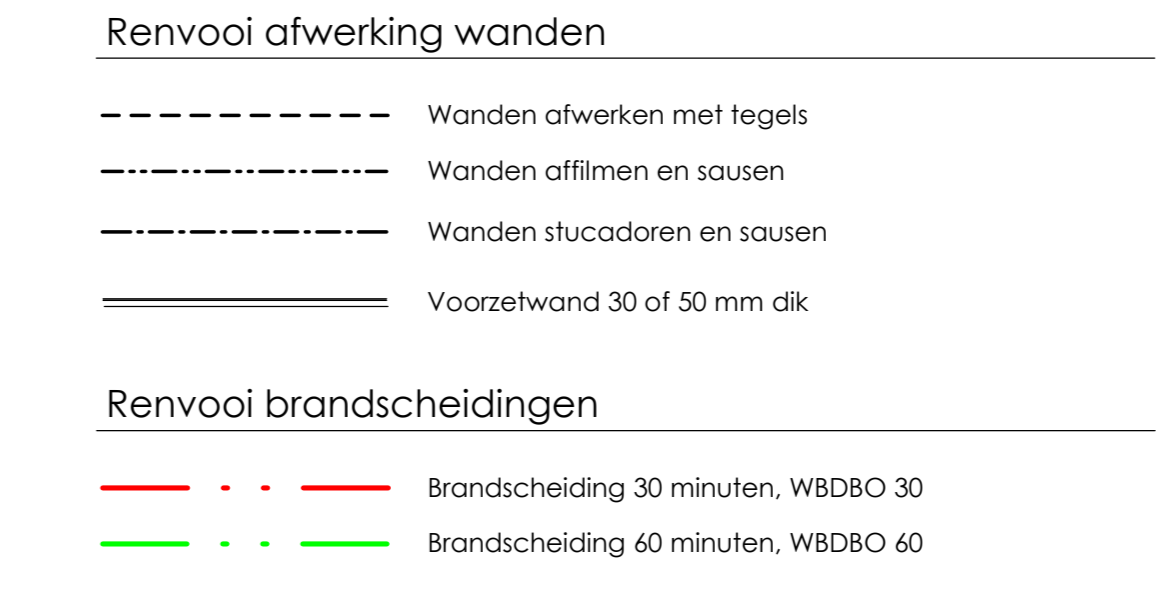 Renvooi afwerking wanden
Wanden afwerken met tegels
Wanden affilmen en sausen
Wanden stucadoren en sausen
Voorzetwand 30 of 50 mm dik
Renvooi brandscheidingen
Brandscheiding 30 minuten, WBDBO 30
Brandscheiding 60 minuten, WBDBO 60